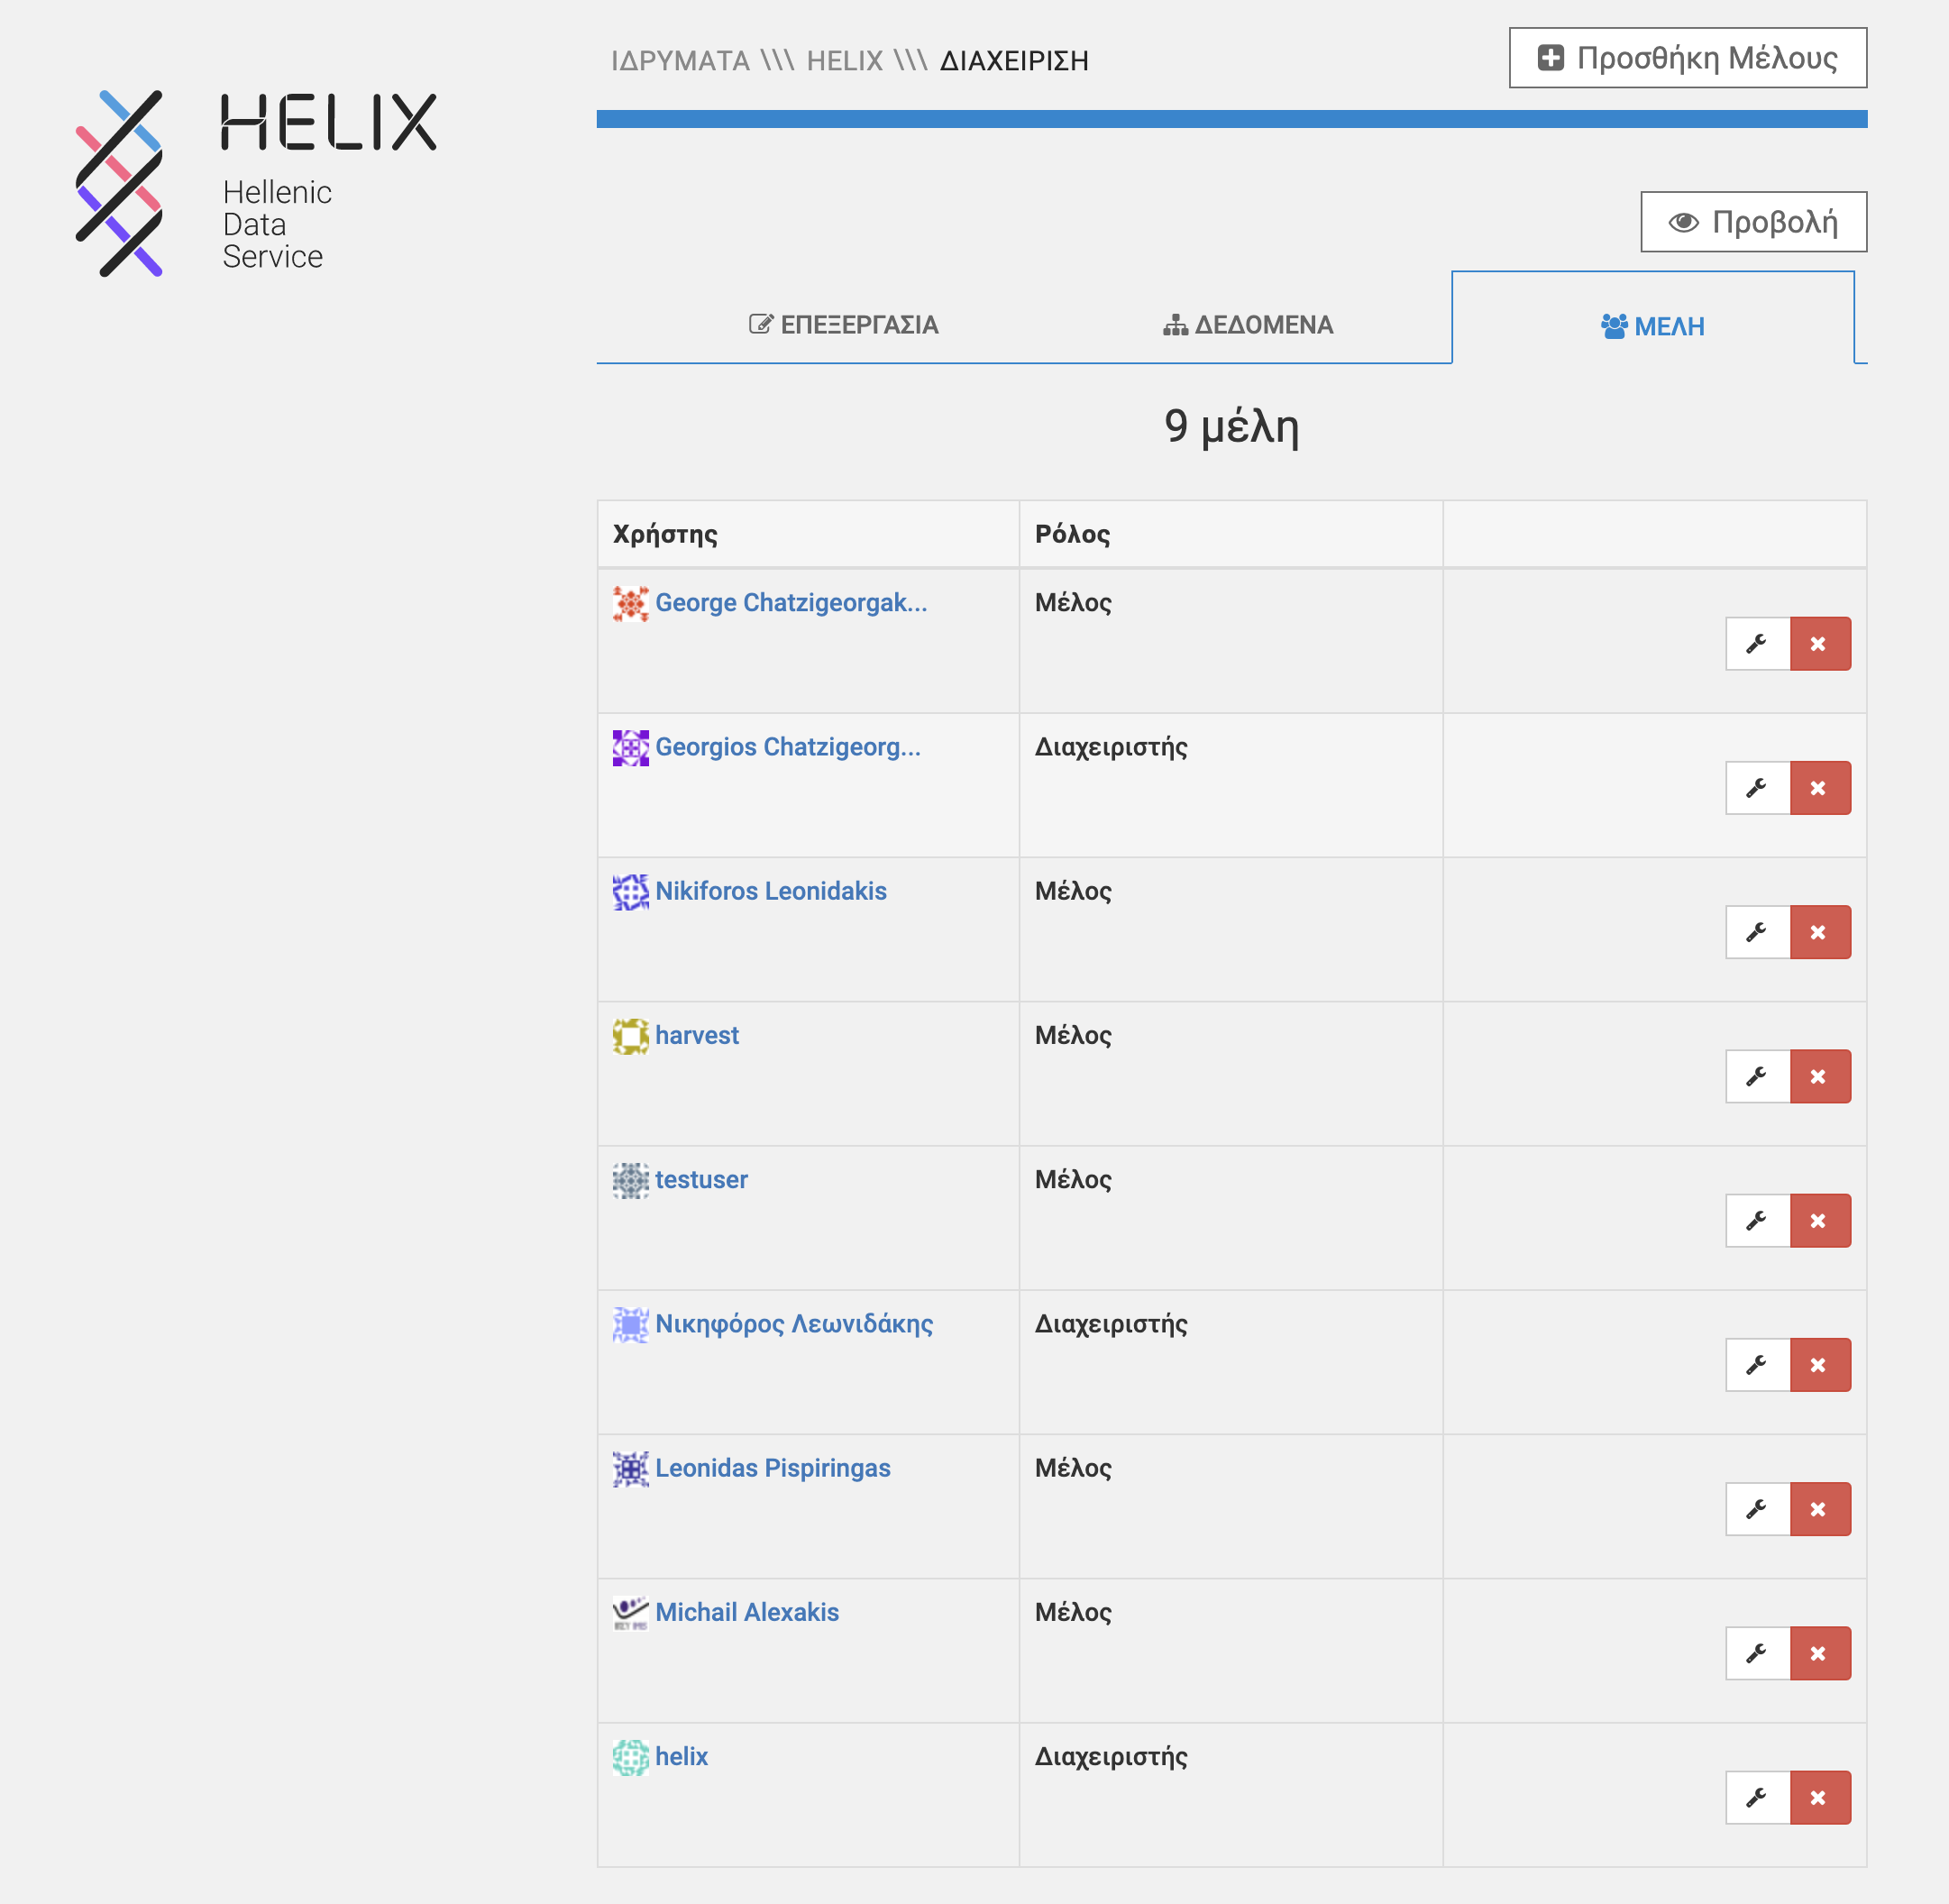 ΙΔΡΥΜΑΤΑ \\\ HELIX \\\ ΔΙΑΧΕΙΡΙΣΗ
Προσθήκη Μέλους
HELIX
Hellenic
Data
Service
Προβολή
ΕΠΕΞΕΡΓΑΣΙΑ
ΔΕΔΟΜΕΝΑ
ΜΕΛΗ
9 μέλη
Χρήστης Ρόλος
George Chatzigeorgak... Μέλος
Georgios Chatzigeorg... Διαχειριστής
Nikiforos Leonidakis Μέλος
harvest Μέλος
testuser Μέλος
Νικηφόρος Λεωνιδάκης Διαχειριστής
Leonidas Pispiringas Μέλος
Michail Alexakis Μέλος
helix Διαχειριστής